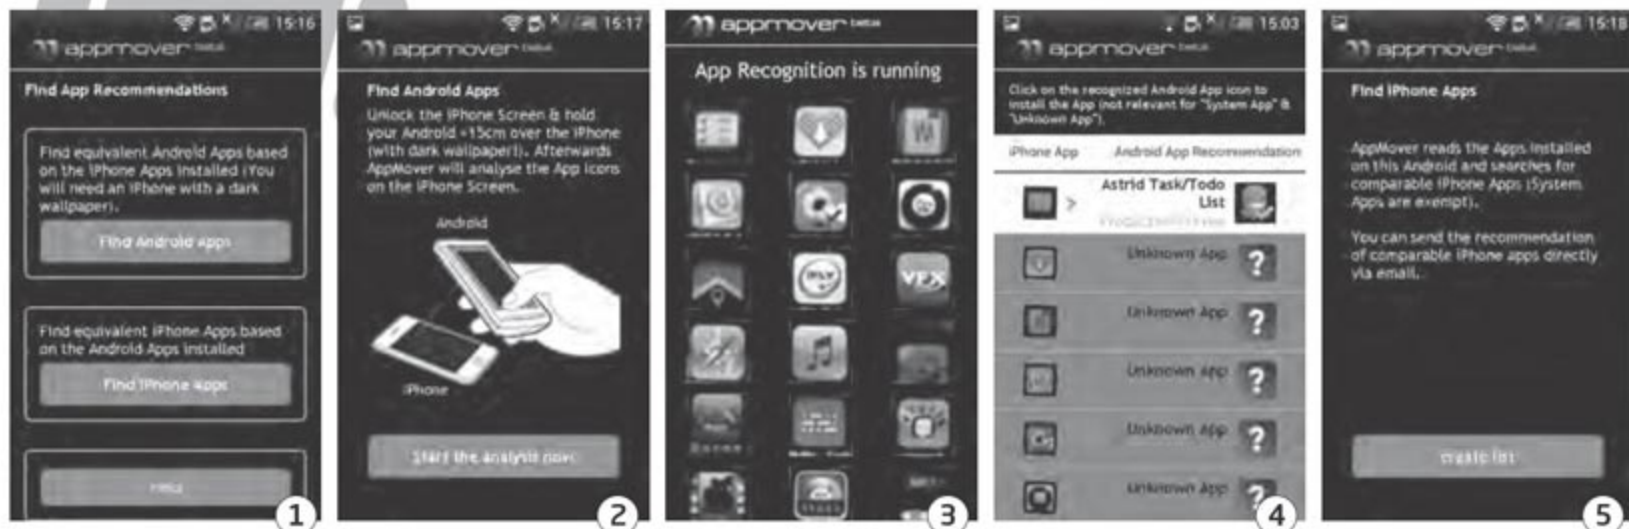 15:16
appmover beta
Find App Recommendations
Find equivalent Android Apps based
on the iPhone Apps installed (You
will need an iPhone with a dark
wallpaper).
Find Android Apps
Find equivalent iPhone Apps based
on the Android Apps installed
Find iPhone Apps
1
15:17
appmover beta
Find Android Apps
Unlock the iPhone Screen & hold
your Android ~15cm over the iPhone
(with dark wallpaper!). Afterwards
AppMover will analyse the App icons
on the iPhone Screen.
Android
iPhone
Start the analysis now
2
appmover beta
App Recognition is running
VFX
3
15:03
appmover beta
Click on the recognized Android App icon to
install the App (not relevant for "System App" &
"Unknown App").
iPhone App Android App Recommendation
Astrid Task/Todo
List
Unknown App ?
Unknown App ?
Unknown App ?
Unknown App ?
Unknown App ?
4
15:18
appmover beta
Find iPhone Apps
AppMover reads the Apps installed
on this Android and searches for
comparable iPhone Apps (System
Apps are exempt).
You can send the recommendation
of comparable iPhone apps directly
via email.
create list
5